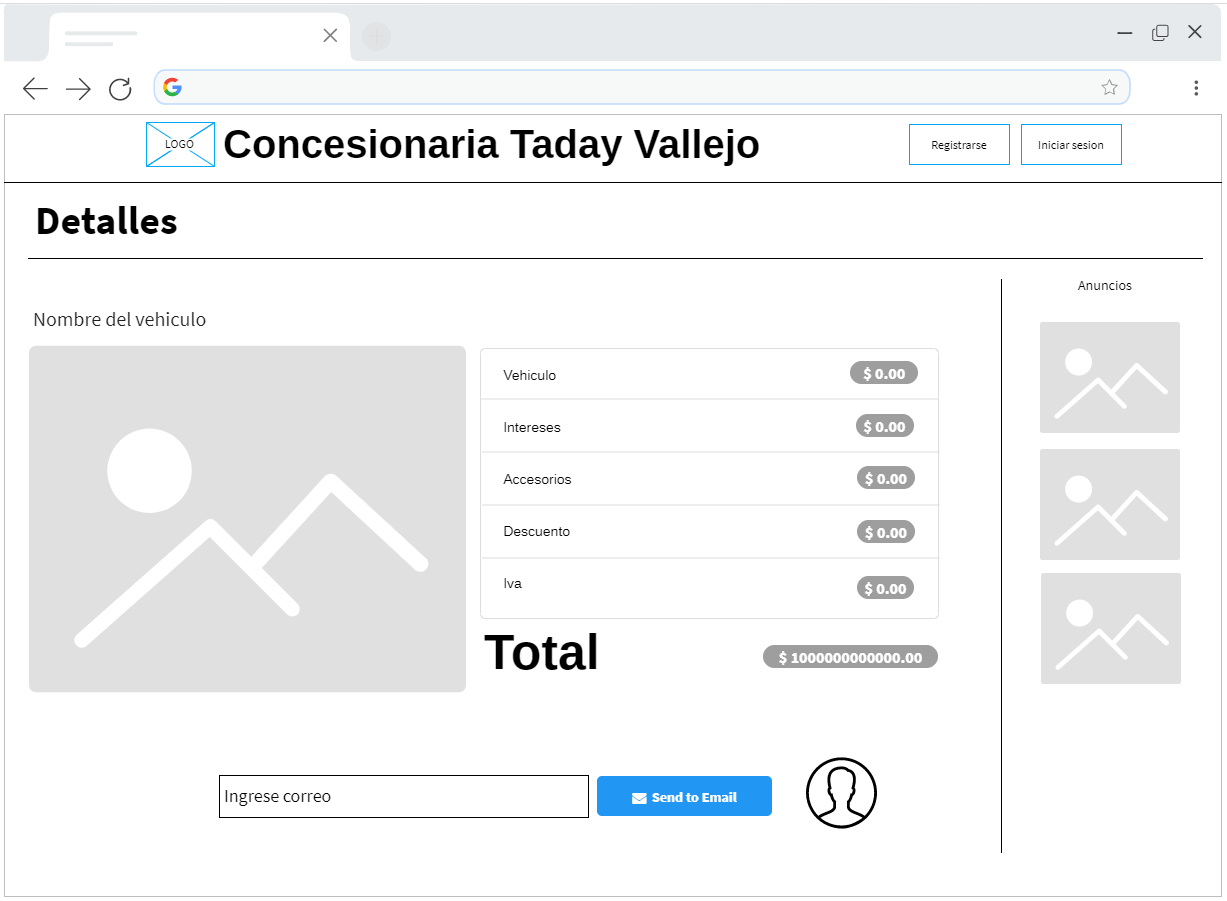 LOGO
Concesionaria Taday Vallejo
Registrarse
Iniciar sesion
Detalles
Anuncios
Nombre del vehiculo
Vehiculo $ 0.00
Intereses $ 0.00
Accesorios $ 0.00
Descuento $ 0.00
Iva $ 0.00
Total $ 1000000000000.00
Ingrese correo
Send to Email